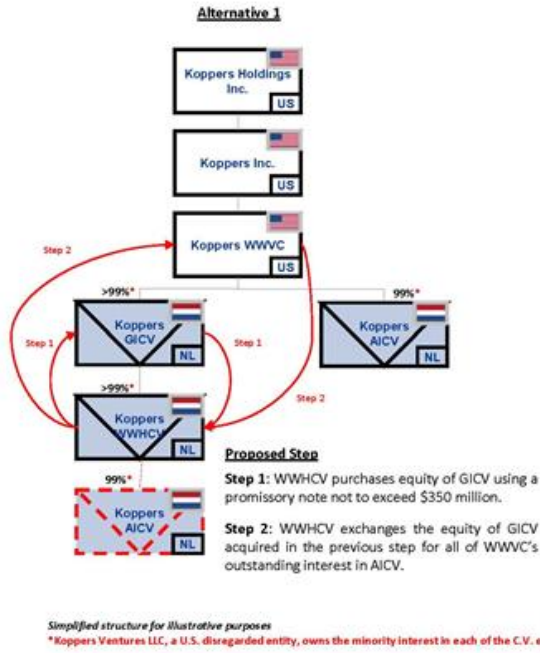 Alternative 1
Koppers Holdings
Inc.
US
Koppers Inc.
US
Step 2
Koppers WWVC
US
>99%*
99%*
Koppers
GICV
NL
Koppers
AICV
NL
Step 1
Step 1
>99%*
Step 2
Koppers
WWHCV
NL
99%*
Koppers
AICV
NL
Proposed Step
Step 1: WWHCV purchases equity of GICV using a
promissory note not to exceed $350 million.
Step 2: WWHCV exchanges the equity of GICV
acquired in the previous step for all of WWVC's
outstanding interest in AICV.
Simplified structure for illustrative purposes
*Koppers Ventures LLC, a U.S. disregarded entity, owns the minority interest in each of the C.V. e